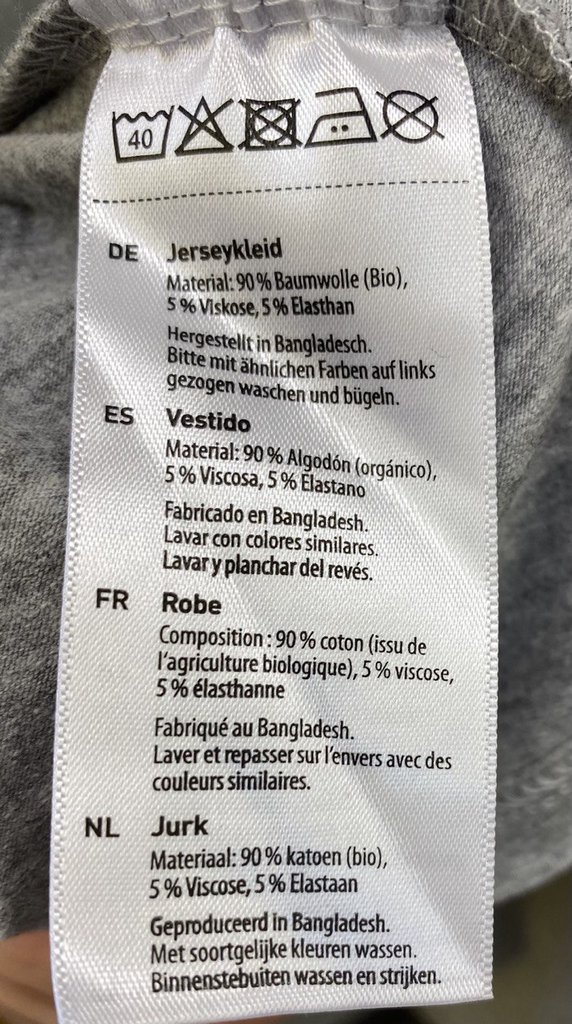 40
DE Jerseykleid
Material: 90 % Baumwolle (Bio),
5 % Viskose, 5 % Elasthan
Hergestellt in Bangladesch.
Bitte mit ähnlichen Farben auf links
gezogen waschen und bügeln.
ES Vestido
Material: 90 % Algodón (orgánico),
5 % Viscosa, 5 % Elastano
Fabricado en Bangladesh.
Lavar con colores similares.
Lavar y planchar del revés.
FR Robe
Composition : 90 % coton (issu de
l'agriculture biologique), 5 % viscose,
5 % élasthanne
Fabriqué au Bangladesh.
Laver et repasser sur l'envers avec des
couleurs similaires.
NL Jurk
Materiaal: 90 % katoen (bio),
5 % Viscose, 5 % Elastaan
Geproduceerd in Bangladesh.
Met soortgelijke kleuren wassen.
Binnenstebuiten wassen en strijken.